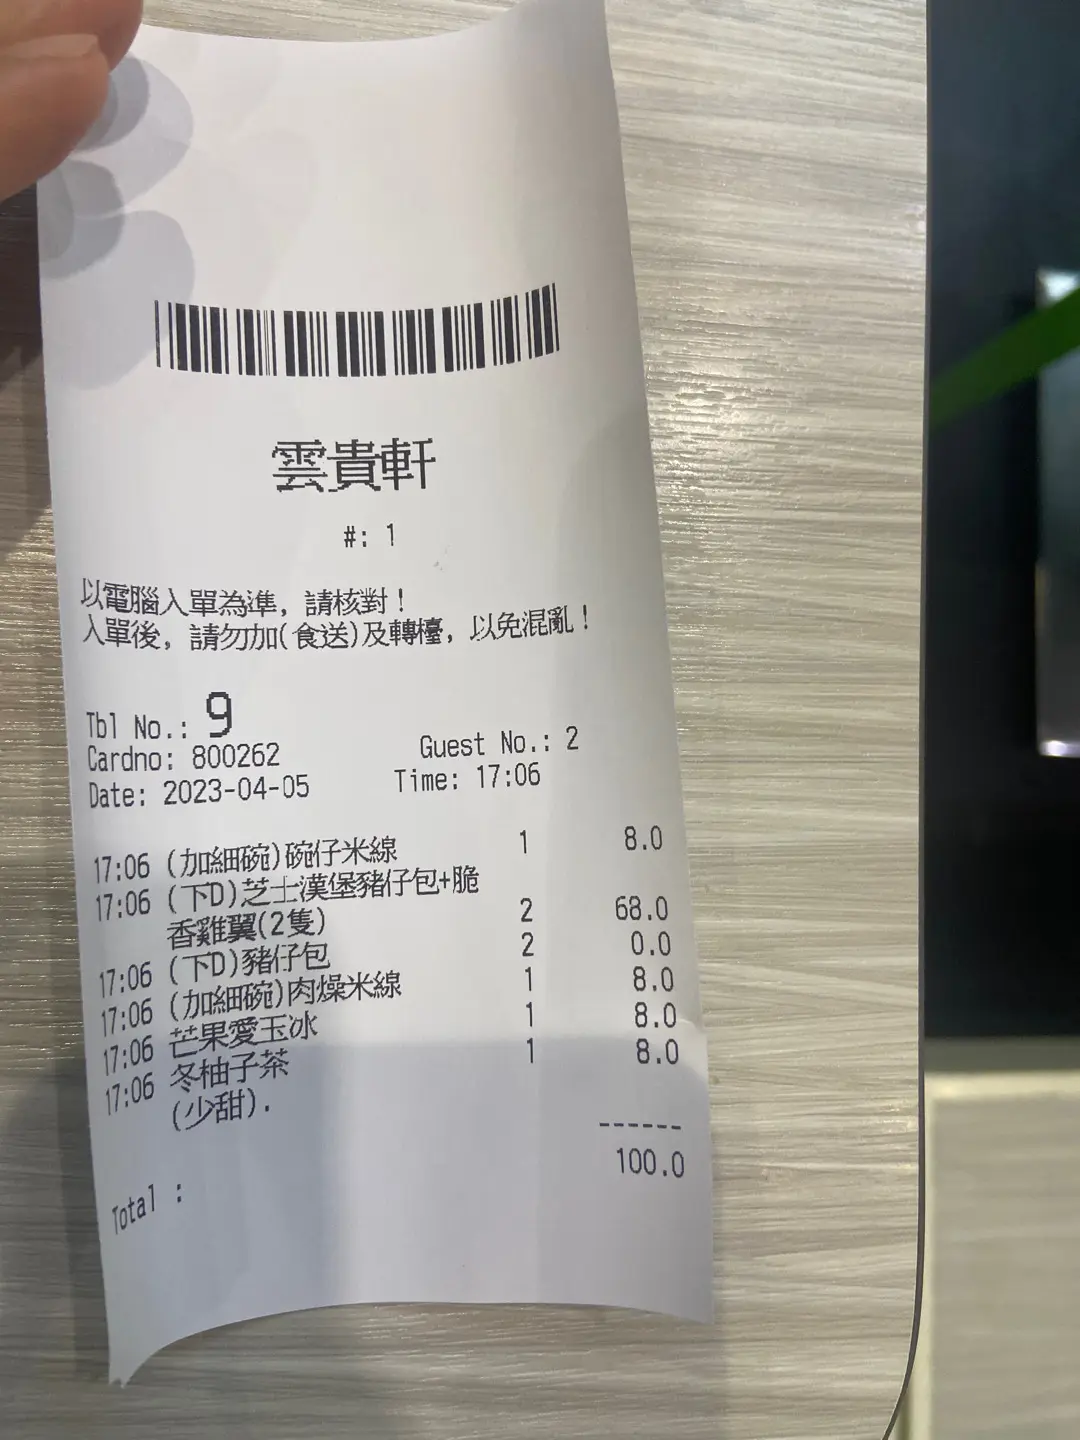 雲貴軒
#: 1
以電腦入單為準, 請核對!
入單後, 請勿加(食送)及轉檯, 以免混亂!
Tbl No.: 9
Cardno: 800262 Guest No.: 2
Date: 2023-04-05 Time: 17:06
17:06 (加細碗)碗仔米線 1 8.0
17:06 (下D)芝士漢堡豬仔包+脆
香雞翼(2隻) 2 68.0
17:06 (下D)豬仔包 2 0.0
17:06 (加細碗)肉燥米線 1 8.0
17:06 芒果愛玉冰 1 8.0
17:06 冬柚子茶 1 8.0
(少甜).
------
Total : 100.0